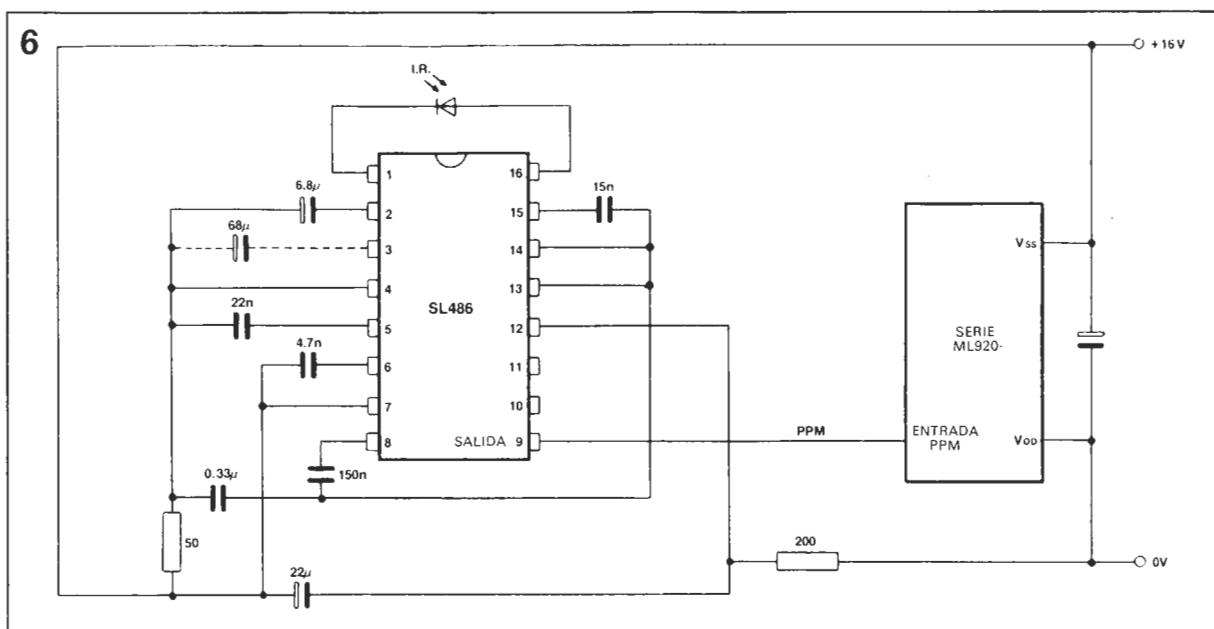 6
+ 16 V
I.R.
1
16
6.8μ
2
15
15n
68μ
3
14
VSS
4
13
SL486
22n
5
12
SERIE
ML920-
4.7n
6
11
7
10
8
SALIDA 9
PPM
ENTRADA
PPM
VDD
0.33μ
150n
50
200
22μ
0V